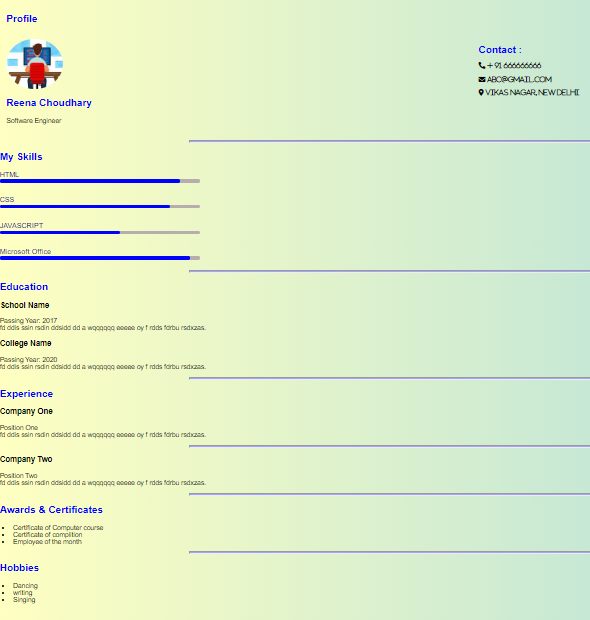 Profile
Contact :
+ 91 666666666
ABC@GMAIL.COM
VIKAS NAGAR, NEW DELHI
Reena Choudhary
Software Engineer
My Skills
HTML
CSS
JAVASCRIPT
Microsoft Office
Education
School Name
Passing Year: 2017
fd ddis ssin rsdin ddsidd dd a wqqqqqq eeeee oy f rdds fdrbu rsdxzas.
College Name
Passing Year: 2020
fd ddis ssin rsdin ddsidd dd a wqqqqqq eeeee oy f rdds fdrbu rsdxzas.
Experience
Company One
Position One
fd ddis ssin rsdin ddsidd dd a wqqqqqq eeeee oy f rdds fdrbu rsdxzas.
Company Two
Position Two
fd ddis ssin rsdin ddsidd dd a wqqqqqq eeeee oy f rdds fdrbu rsdxzas.
Awards & Certificates
Certificate of Computer course
Certificate of complition
Employee of the month
Hobbies
Dancing
writing
Singing